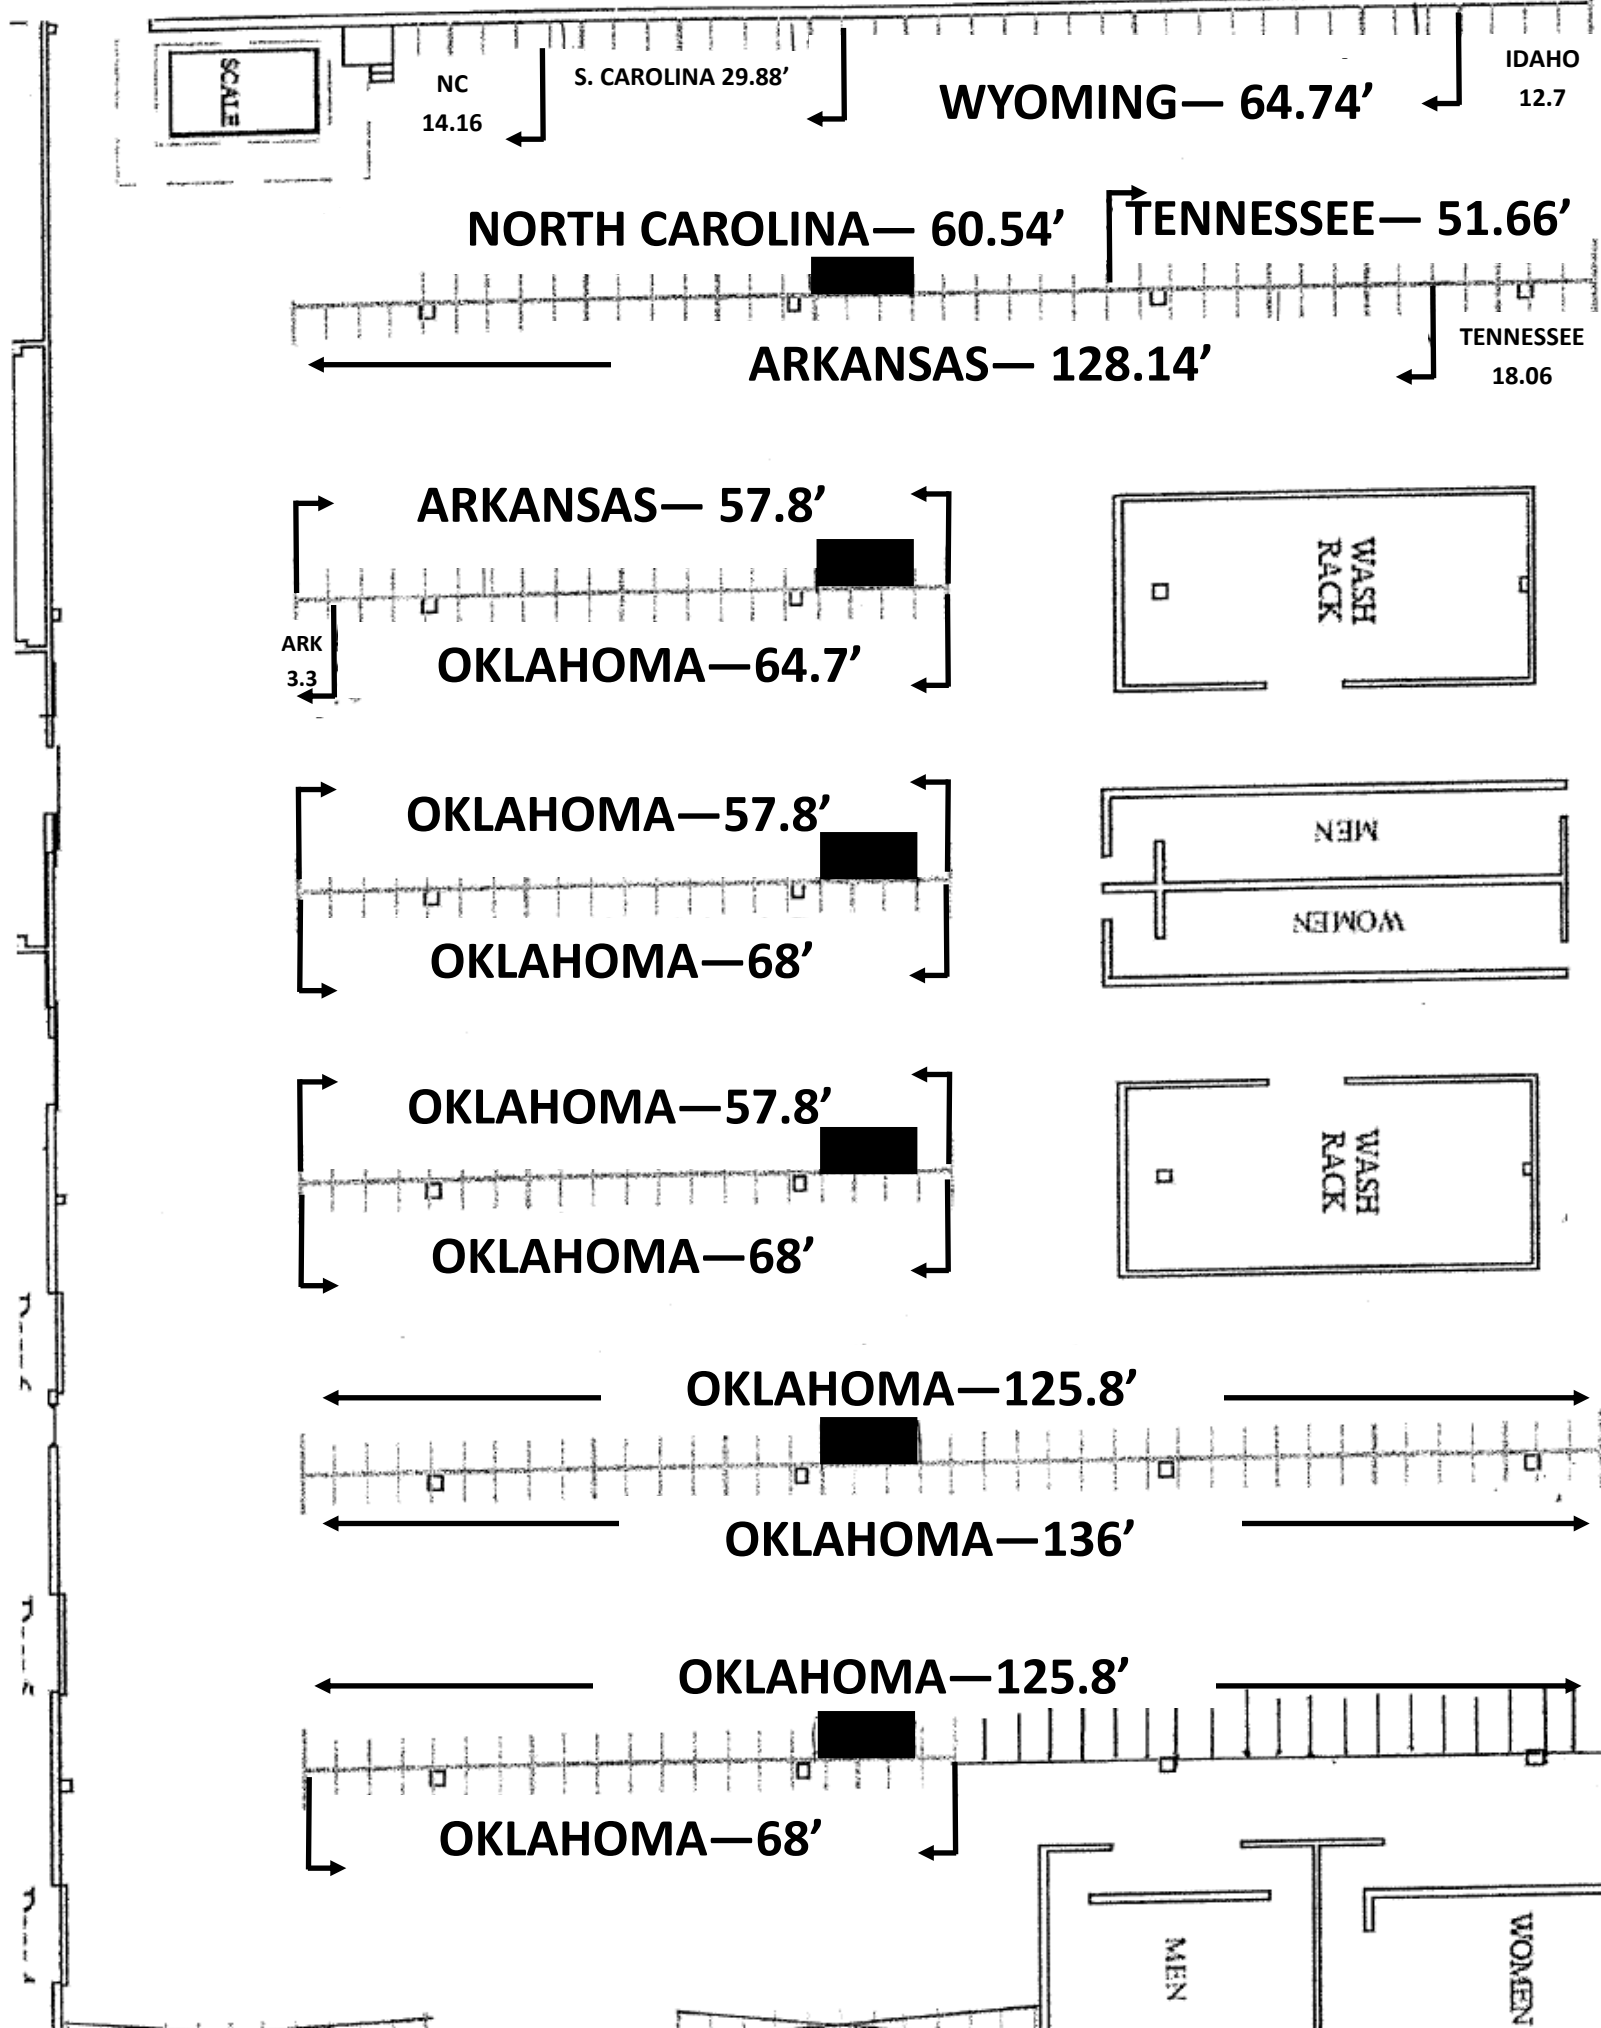 SCALE
NC
14.16
S. CAROLINA 29.88’
WYOMING— 64.74’
IDAHO
12.7
NORTH CAROLINA— 60.54’
TENNESSEE— 51.66’
ARKANSAS— 128.14’
TENNESSEE
18.06
ARKANSAS— 57.8’
WASH
RACK
ARK
3.3
OKLAHOMA—64.7’
OKLAHOMA—57.8’
MEN
WOMEN
OKLAHOMA—68’
OKLAHOMA—57.8’
WASH
RACK
OKLAHOMA—68’
OKLAHOMA—125.8’
OKLAHOMA—136’
OKLAHOMA—125.8’
OKLAHOMA—68’
MEN
WOMEN